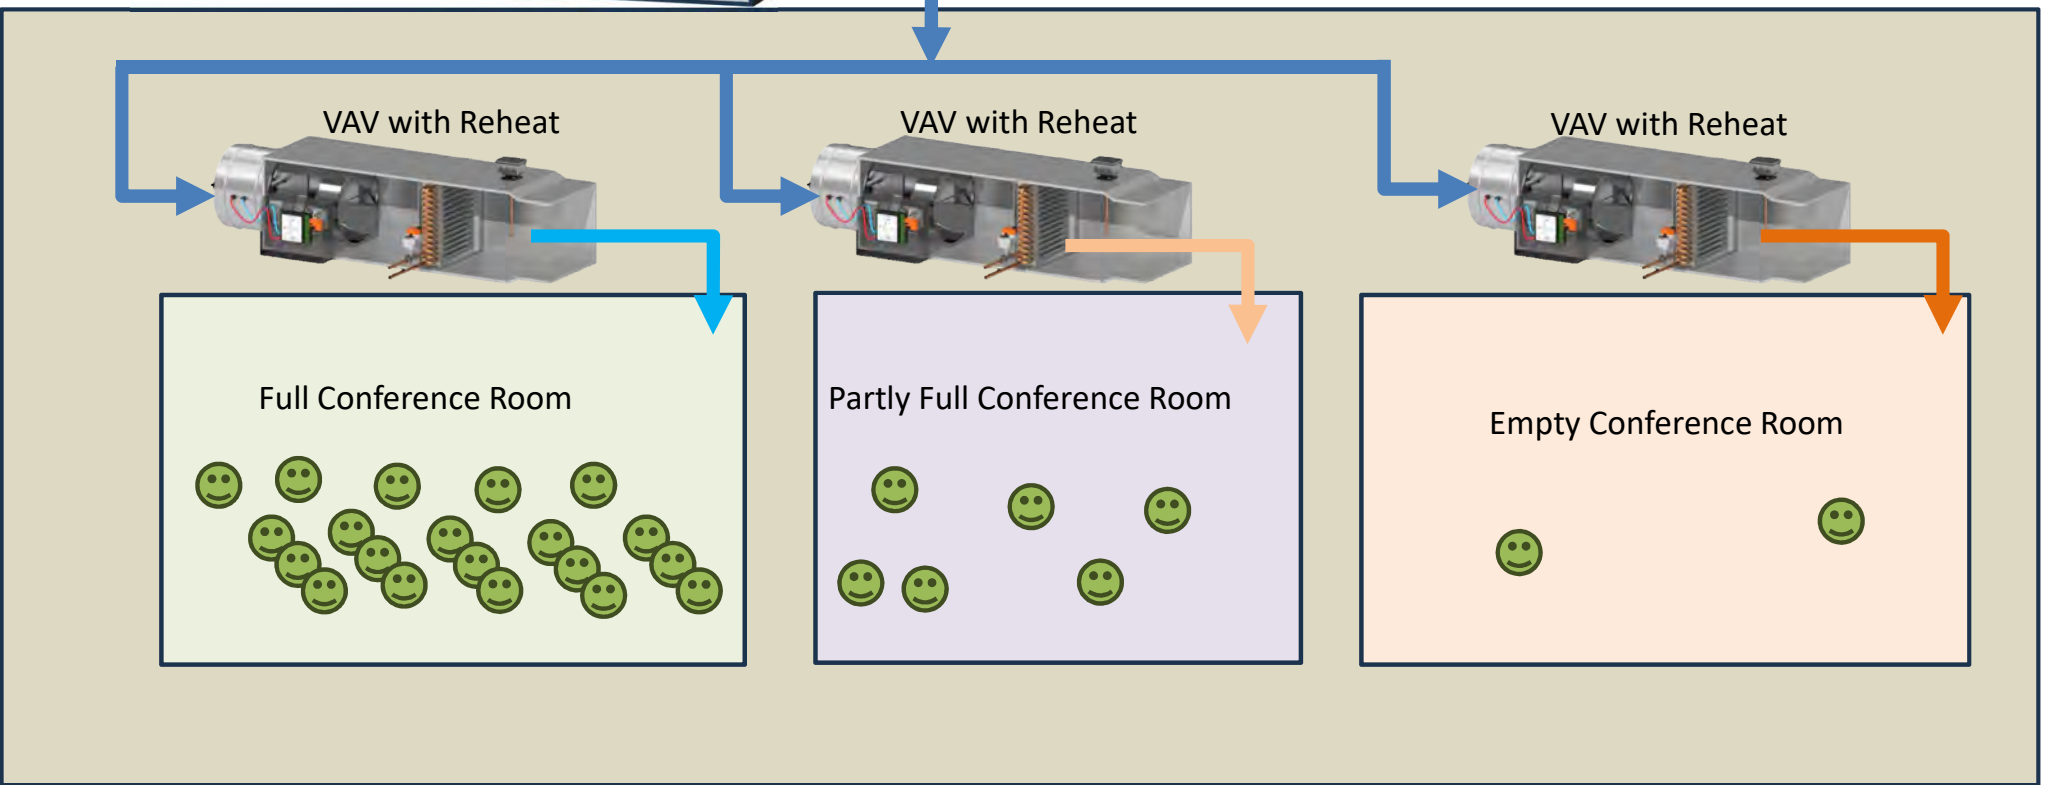 VAV with Reheat
VAV with Reheat
VAV with Reheat
Full Conference Room
Partly Full Conference Room
Empty Conference Room